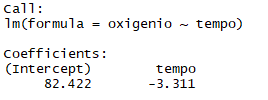 Call:
lm(formula = oxigenio ~ tempo)
Coefficients:
(Intercept) tempo
82.422 -3.311